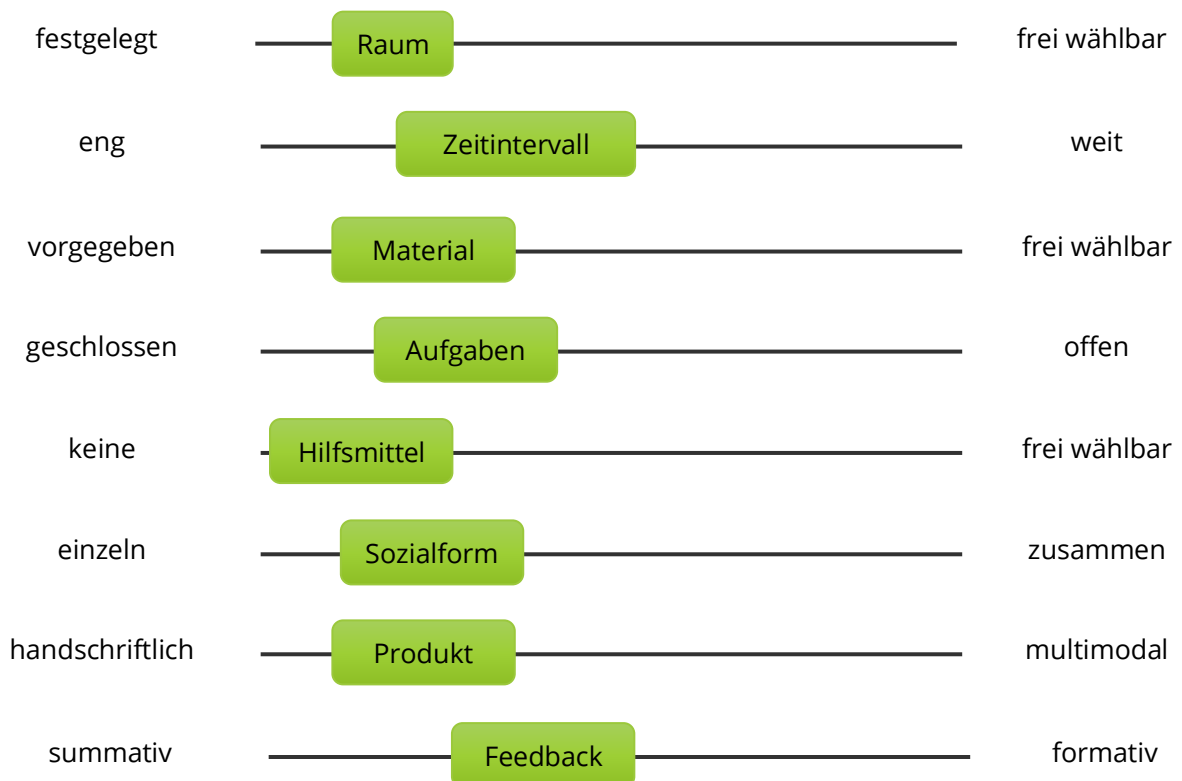 festgelegt Raum frei wählbar
eng Zeitintervall weit
vorgegeben Material frei wählbar
geschlossen Aufgaben offen
keine Hilfsmittel frei wählbar
einzeln Sozialform zusammen
handschriftlich Produkt multimodal
summativ Feedback formativ